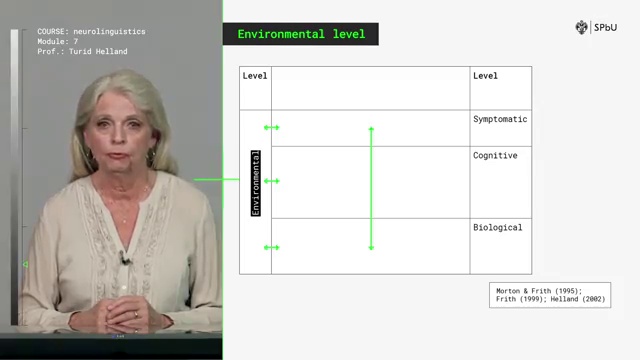 COURSE: neurolinguistics
Module: 7
Prof.: Turid Helland
Environmental level
SPbU
Level
Level
Symptomatic
Cognitive
Environmental
Biological
Morton & Frith (1995);
Frith (1999); Helland (2002)